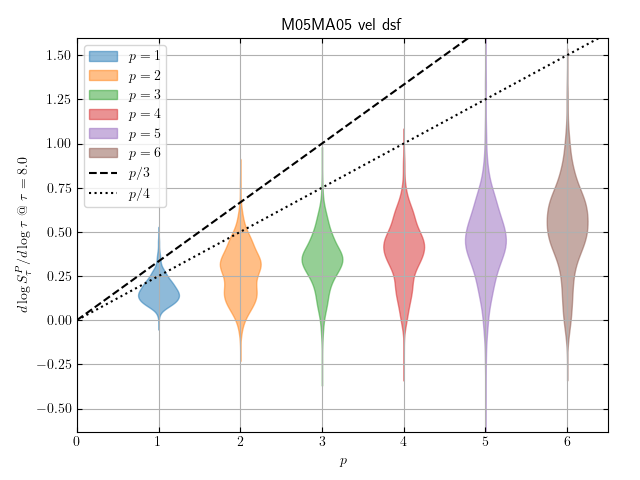 M05MA05 vel dsf
d log S_τ^p / d log τ @ τ = 8.0
1.50
1.25
1.00
0.75
0.50
0.25
0.00
−0.25
−0.50
p = 1
p = 2
p = 3
p = 4
p = 5
p = 6
p/3
p/4
0 1 2 3 4 5 6
p